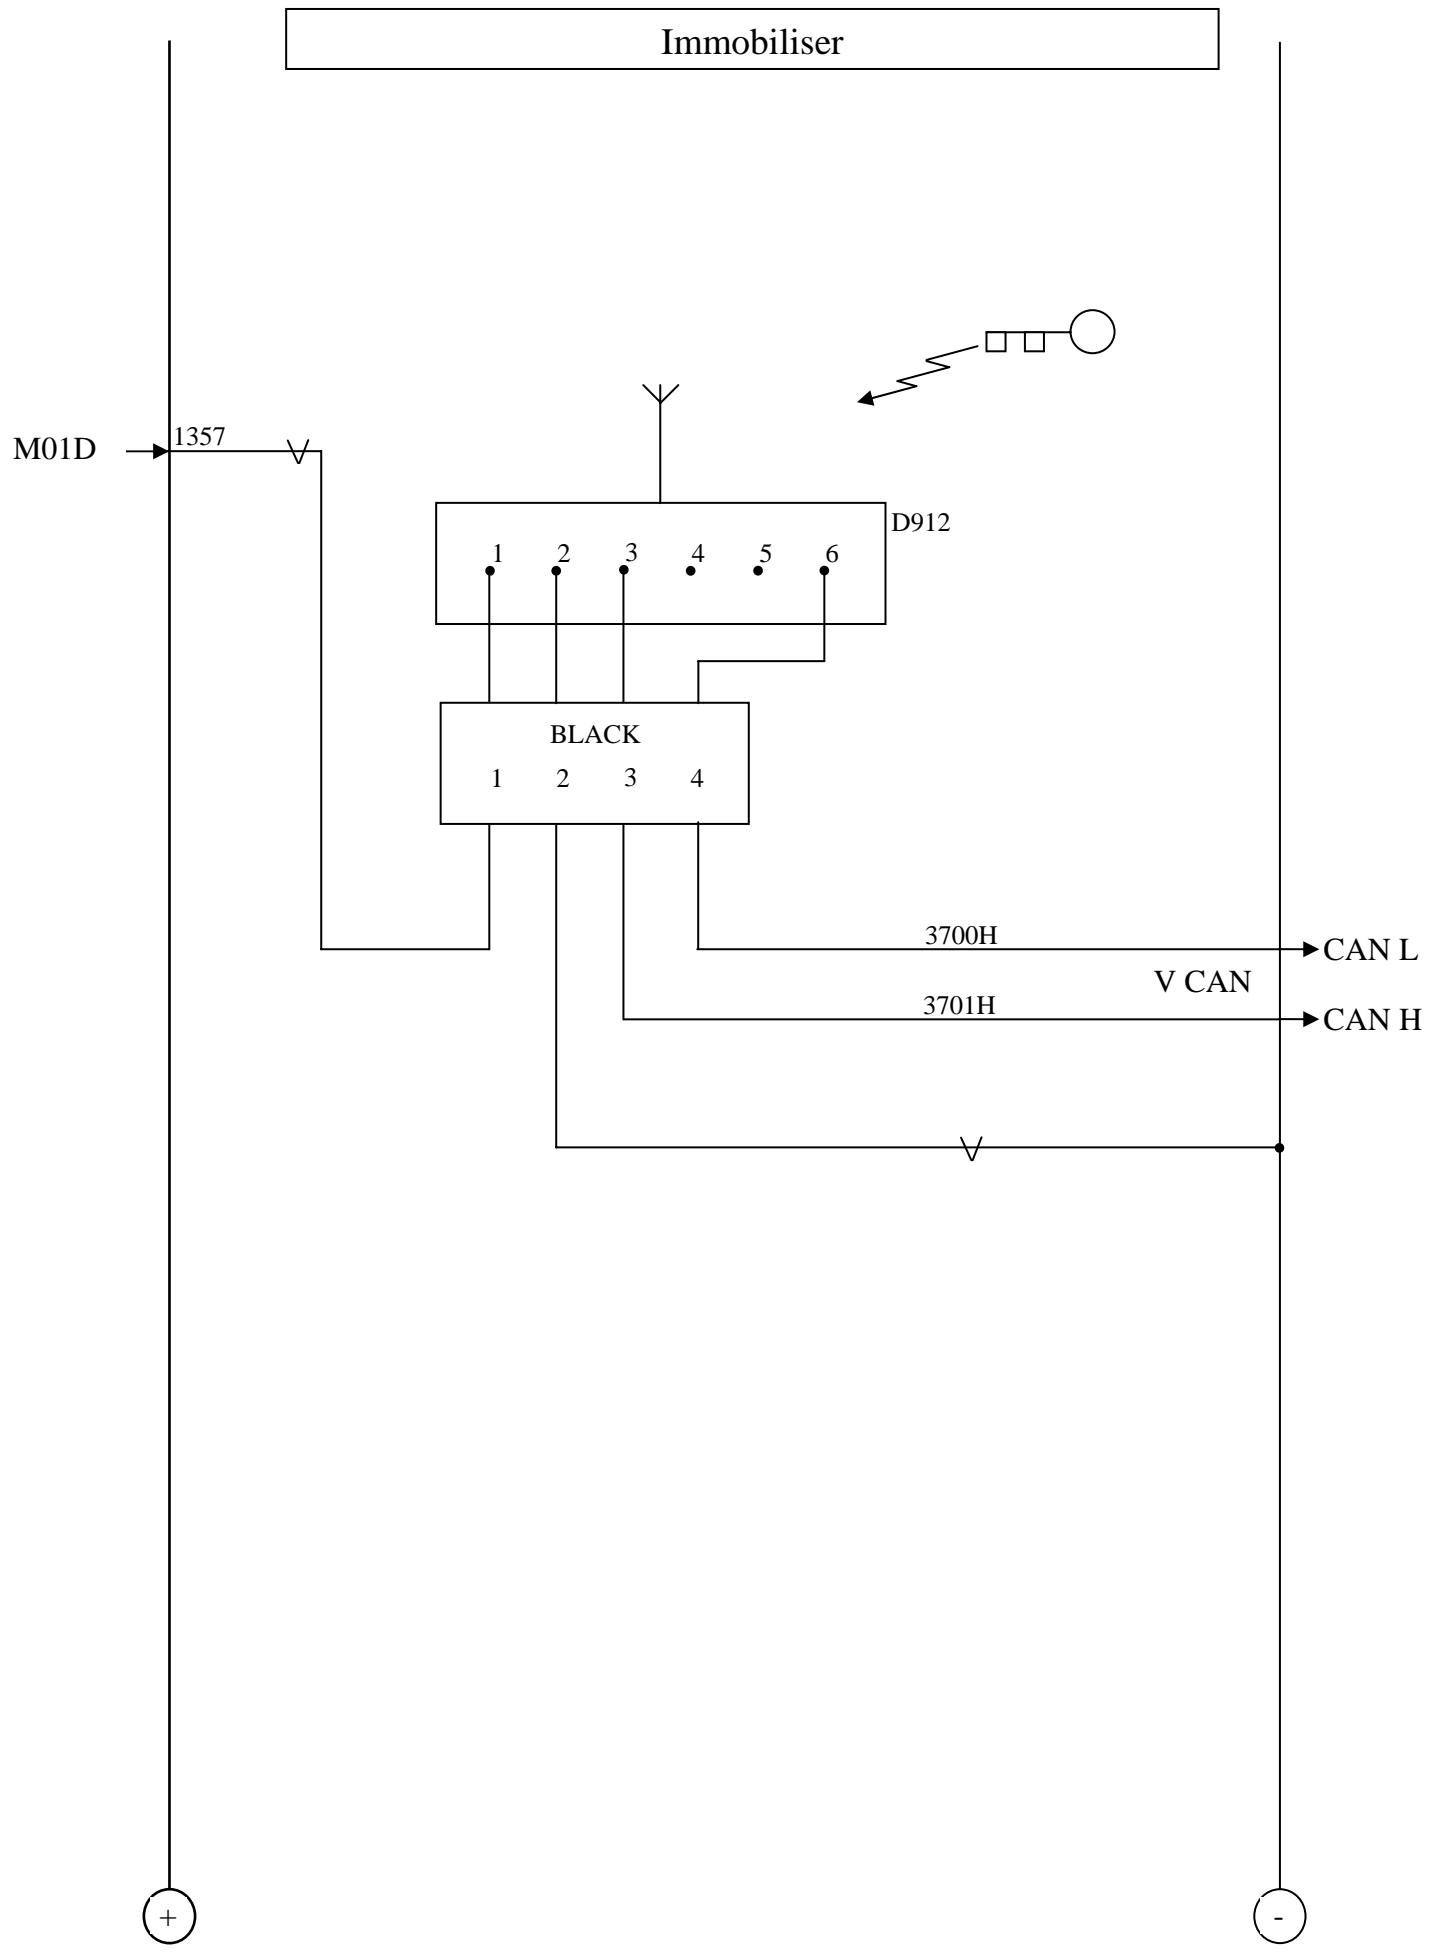 Immobiliser
M01D
1357
D912
1 2 3 4 5 6
BLACK
1 2 3 4
3700H
CAN L
V CAN
3701H
CAN H
+
-